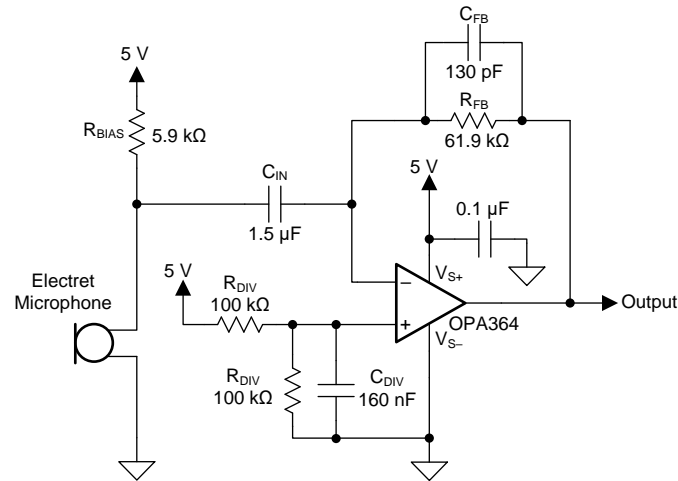 C_FB
130 pF
R_FB
61.9 kΩ
5 V
R_BIAS 5.9 kΩ
C_IN
1.5 µF
5 V
0.1 µF
V_S+
Electret
Microphone
5 V
R_DIV
100 kΩ
–
+
OPA364
V_S–
Output
R_DIV
100 kΩ
C_DIV
160 nF